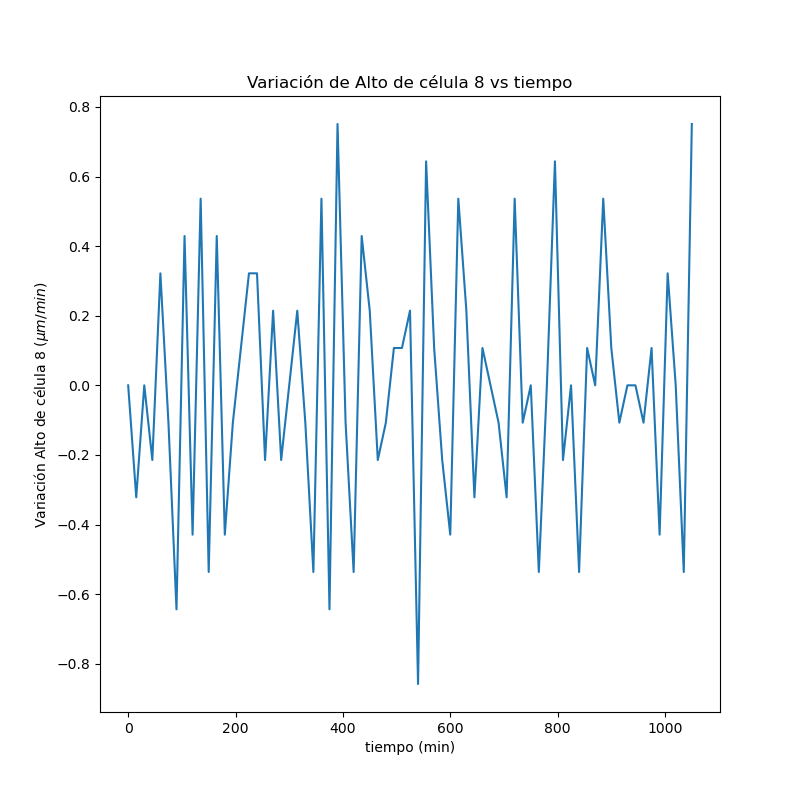 Variación de Alto de célula 8 vs tiempo
Variación Alto de célula 8 (μm/min)
0.8
0.6
0.4
0.2
0.0
−0.2
−0.4
−0.6
−0.8
0 200 400 600 800 1000
tiempo (min)